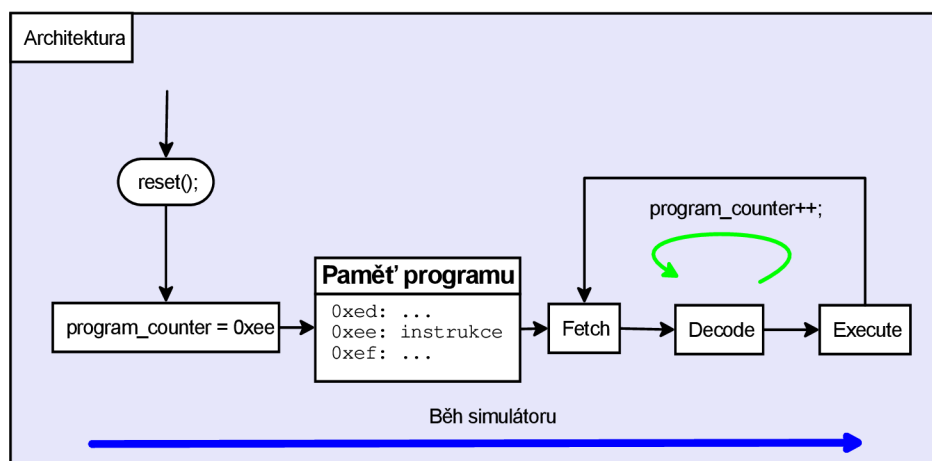 Architektura
reset();
program_counter++;
Paměť programu
0xed: ...
0xee: instrukce
0xef: ...
program_counter = 0xee
Fetch
Decode
Execute
Běh simulátoru